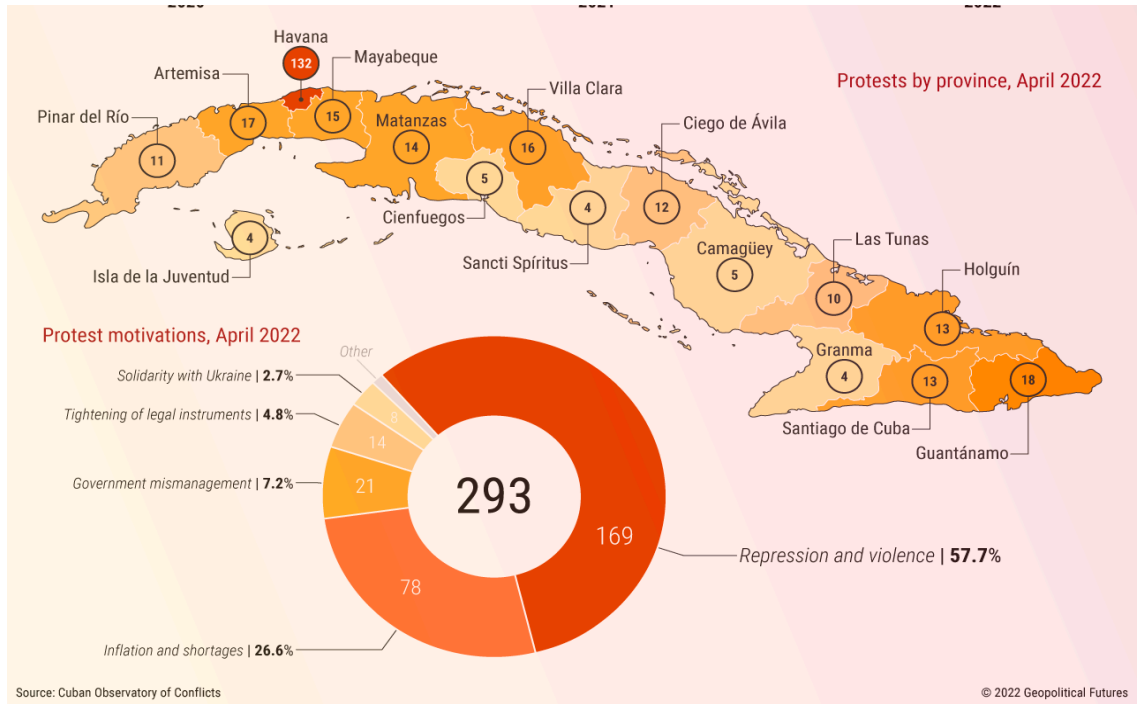 2020
2021
2022
Protests by province, April 2022
Havana
132
Mayabeque
15
Artemisa
17
Villa Clara
16
Pinar del Río
11
Matanzas
14
Ciego de Ávila
12
5
Cienfuegos
4
Sancti Spíritus
4
Isla de la Juventud
Camagüey
5
Las Tunas
10
Holguín
13
Granma
4
13
Santiago de Cuba
18
Guantánamo
Protest motivations, April 2022
Other
Solidarity with Ukraine | 2.7%
8
Tightening of legal instruments | 4.8%
14
Government mismanagement | 7.2%
21
293
169
Repression and violence | 57.7%
78
Inflation and shortages | 26.6%
Source: Cuban Observatory of Conflicts
© 2022 Geopolitical Futures